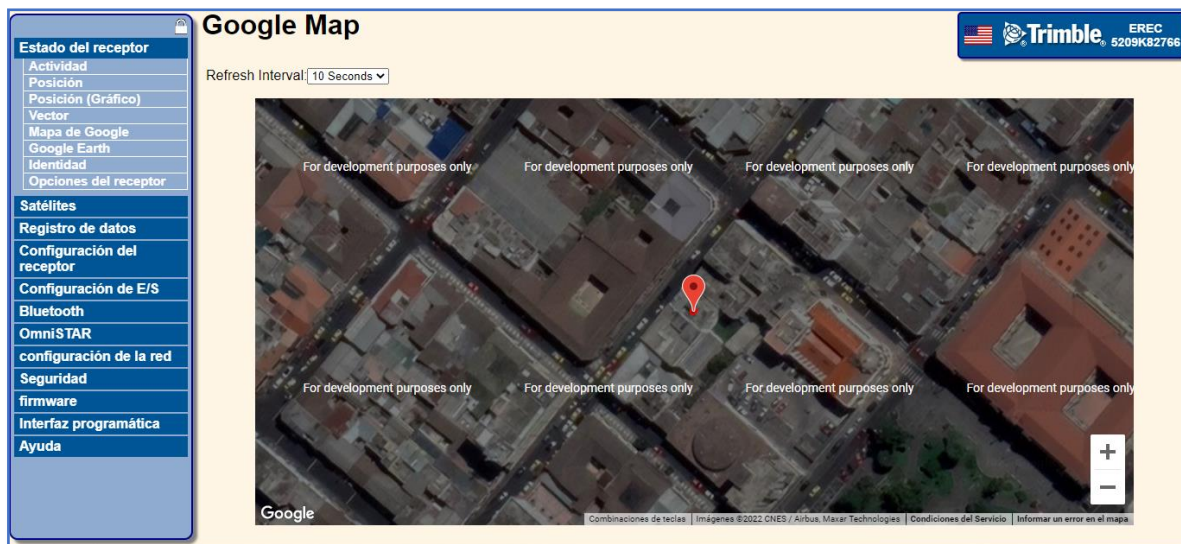 Google Map
Trimble®
EREC
5209K82766
Estado del receptor
Actividad
Posición
Posición (Gráfico)
Vector
Mapa de Google
Google Earth
Identidad
Opciones del receptor
Satélites
Registro de datos
Configuración del
receptor
Configuración de E/S
Bluetooth
OmniSTAR
configuración de la red
Seguridad
firmware
Interfaz programática
Ayuda
Refresh Interval: 10 Seconds
For development purposes only For development purposes only For development purposes only For development purposes only
For development purposes only For development purposes only For development purposes only For development purposes only
+
−
Google
Combinaciones de teclas Imágenes ©2022 CNES / Airbus, Maxar Technologies Condiciones del Servicio Informar un error en el mapa